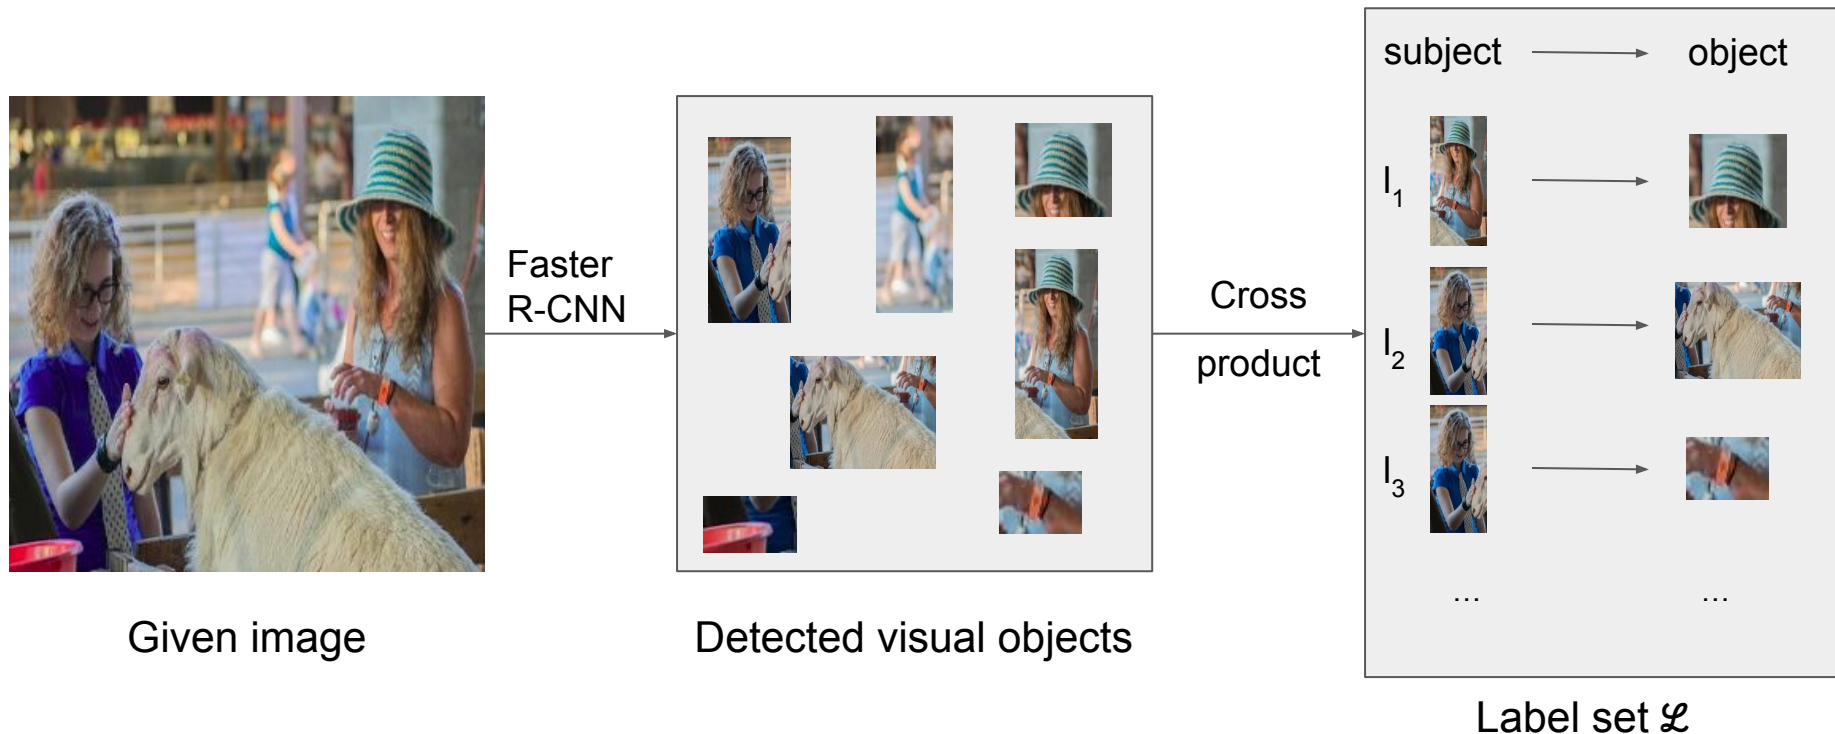 subject object
l1
l2
l3
... ...
Faster
R-CNN
Cross
product
Given image
Detected visual objects
Label set ℒ